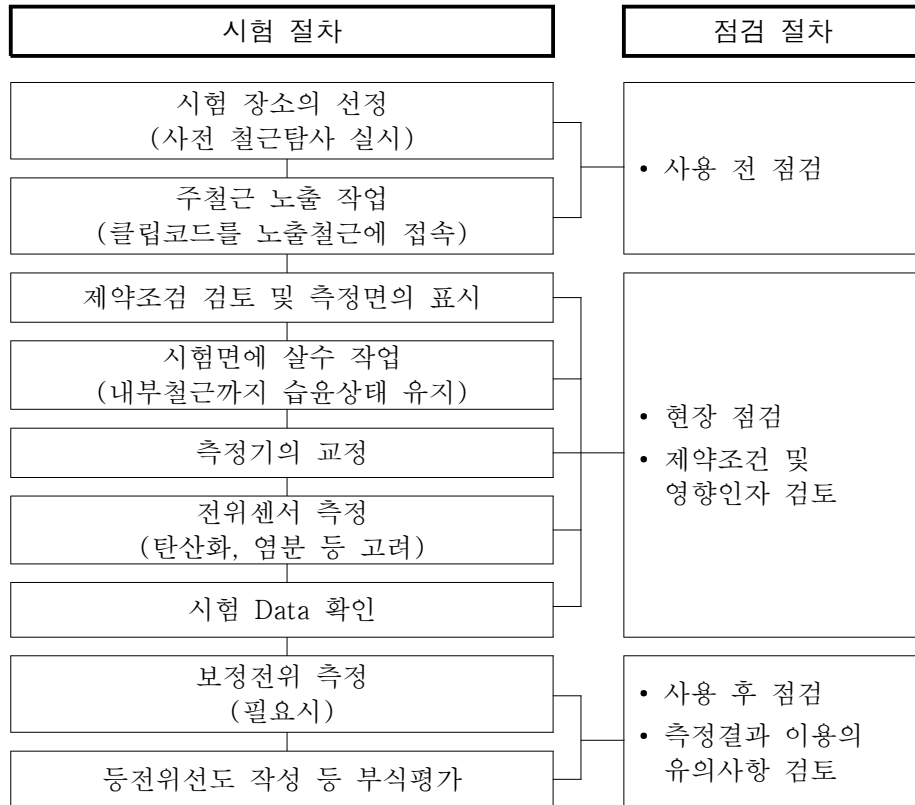 시험 절차
점검 절차
시험 장소의 선정
(사전 철근탐사 실시)
주철근 노출 작업
(클립코드를 노출철근에 접속)
• 사용 전 점검
제약조검 검토 및 측정면의 표시
시험면에 살수 작업
(내부철근까지 습윤상태 유지)
측정기의 교정
전위센서 측정
(탄산화, 염분 등 고려)
시험 Data 확인
• 현장 점검
• 제약조건 및
영향인자 검토
보정전위 측정
(필요시)
등전위선도 작성 등 부식평가
• 사용 후 점검
• 측정결과 이용의
유의사항 검토